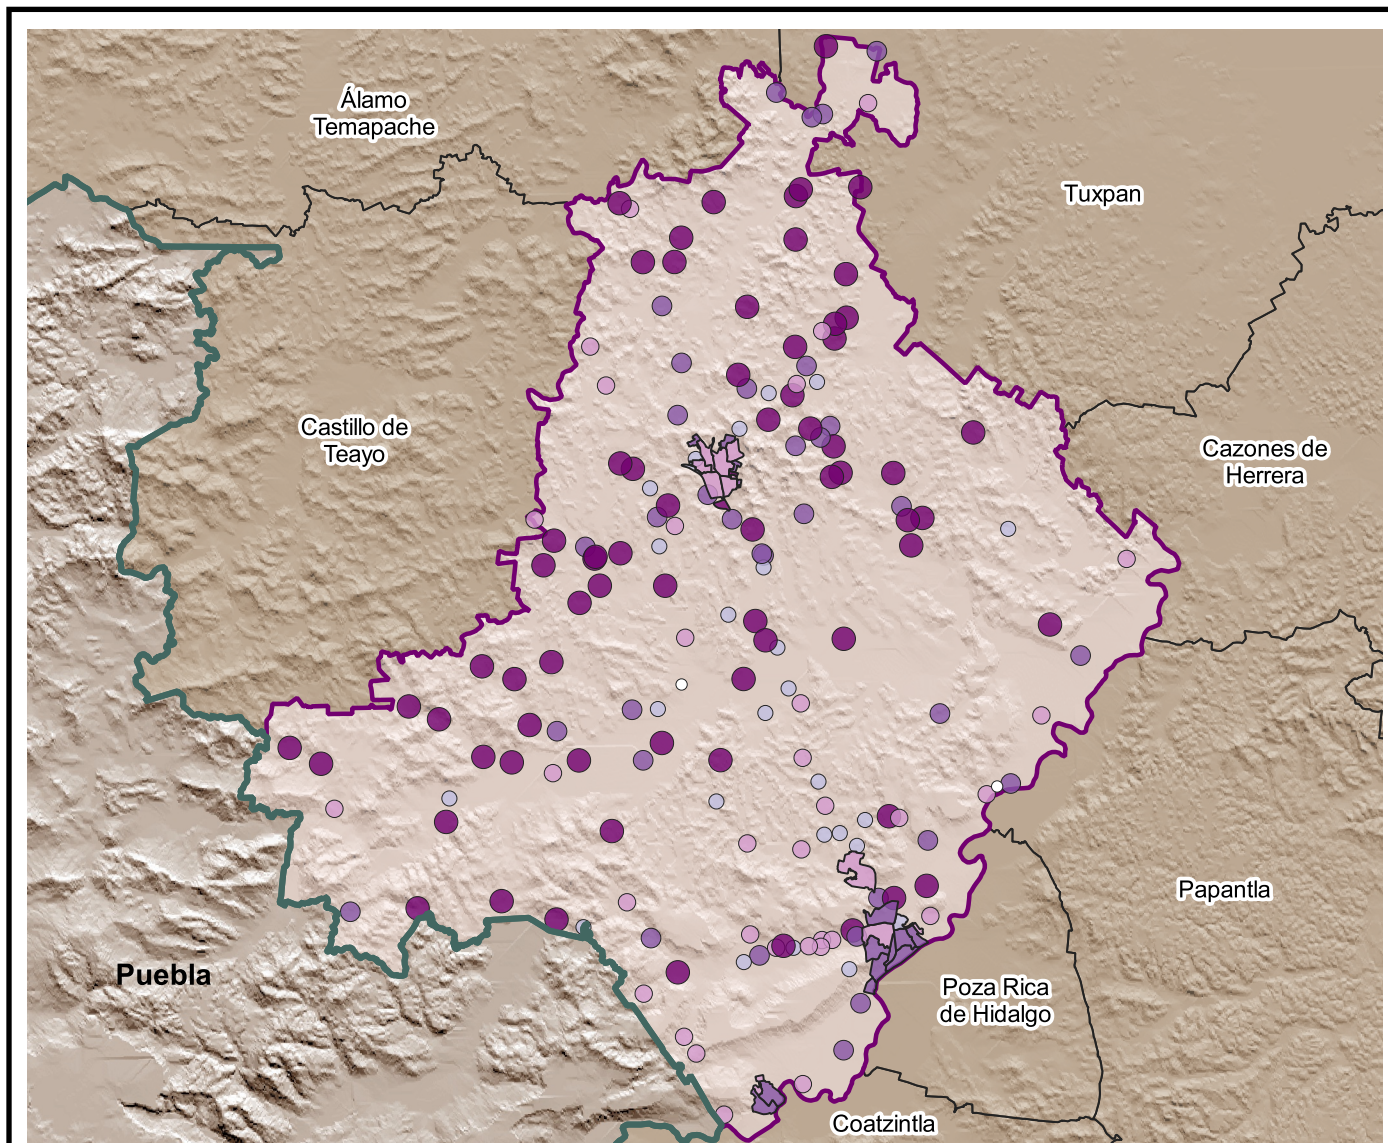 Álamo
Temapache
Tuxpan
Castillo de
Teayo
Cazones de
Herrera
Papantla
Puebla
Poza Rica
de Hidalgo
Coatzintla